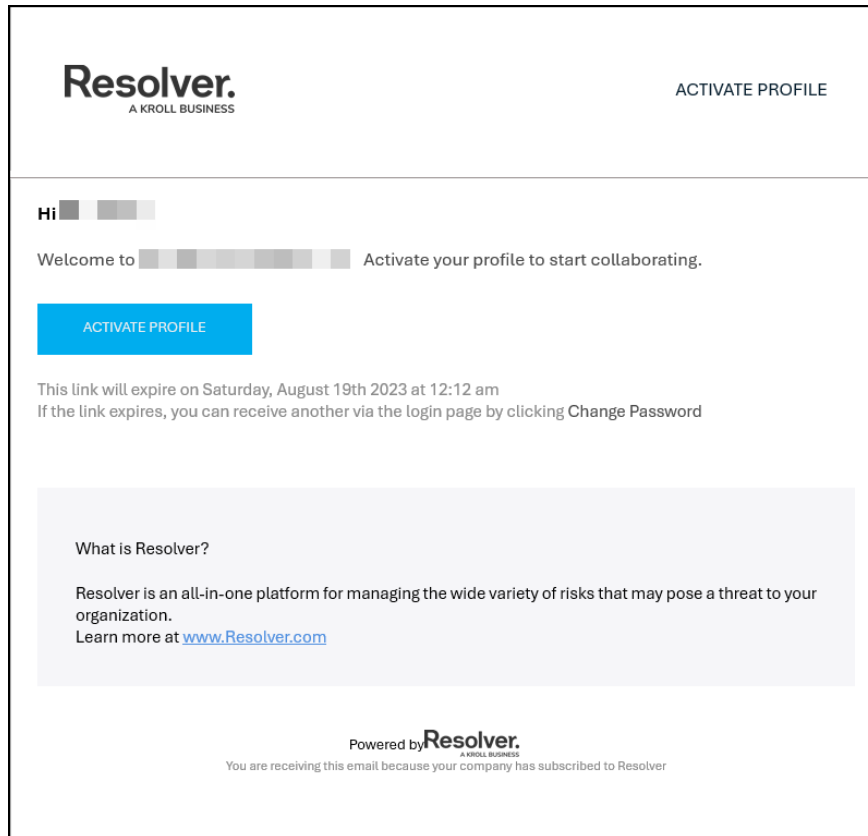 Resolver.
A KROLL BUSINESS
ACTIVATE PROFILE
Hi
Welcome to Activate your profile to start collaborating.
ACTIVATE PROFILE
This link will expire on Saturday, August 19th 2023 at 12:12 am
If the link expires, you can receive another via the login page by clicking Change Password
What is Resolver?
Resolver is an all-in-one platform for managing the wide variety of risks that may pose a threat to your
organization.
Learn more at www.Resolver.com
Powered by Resolver.
A KROLL BUSINESS
You are receiving this email because your company has subscribed to Resolver